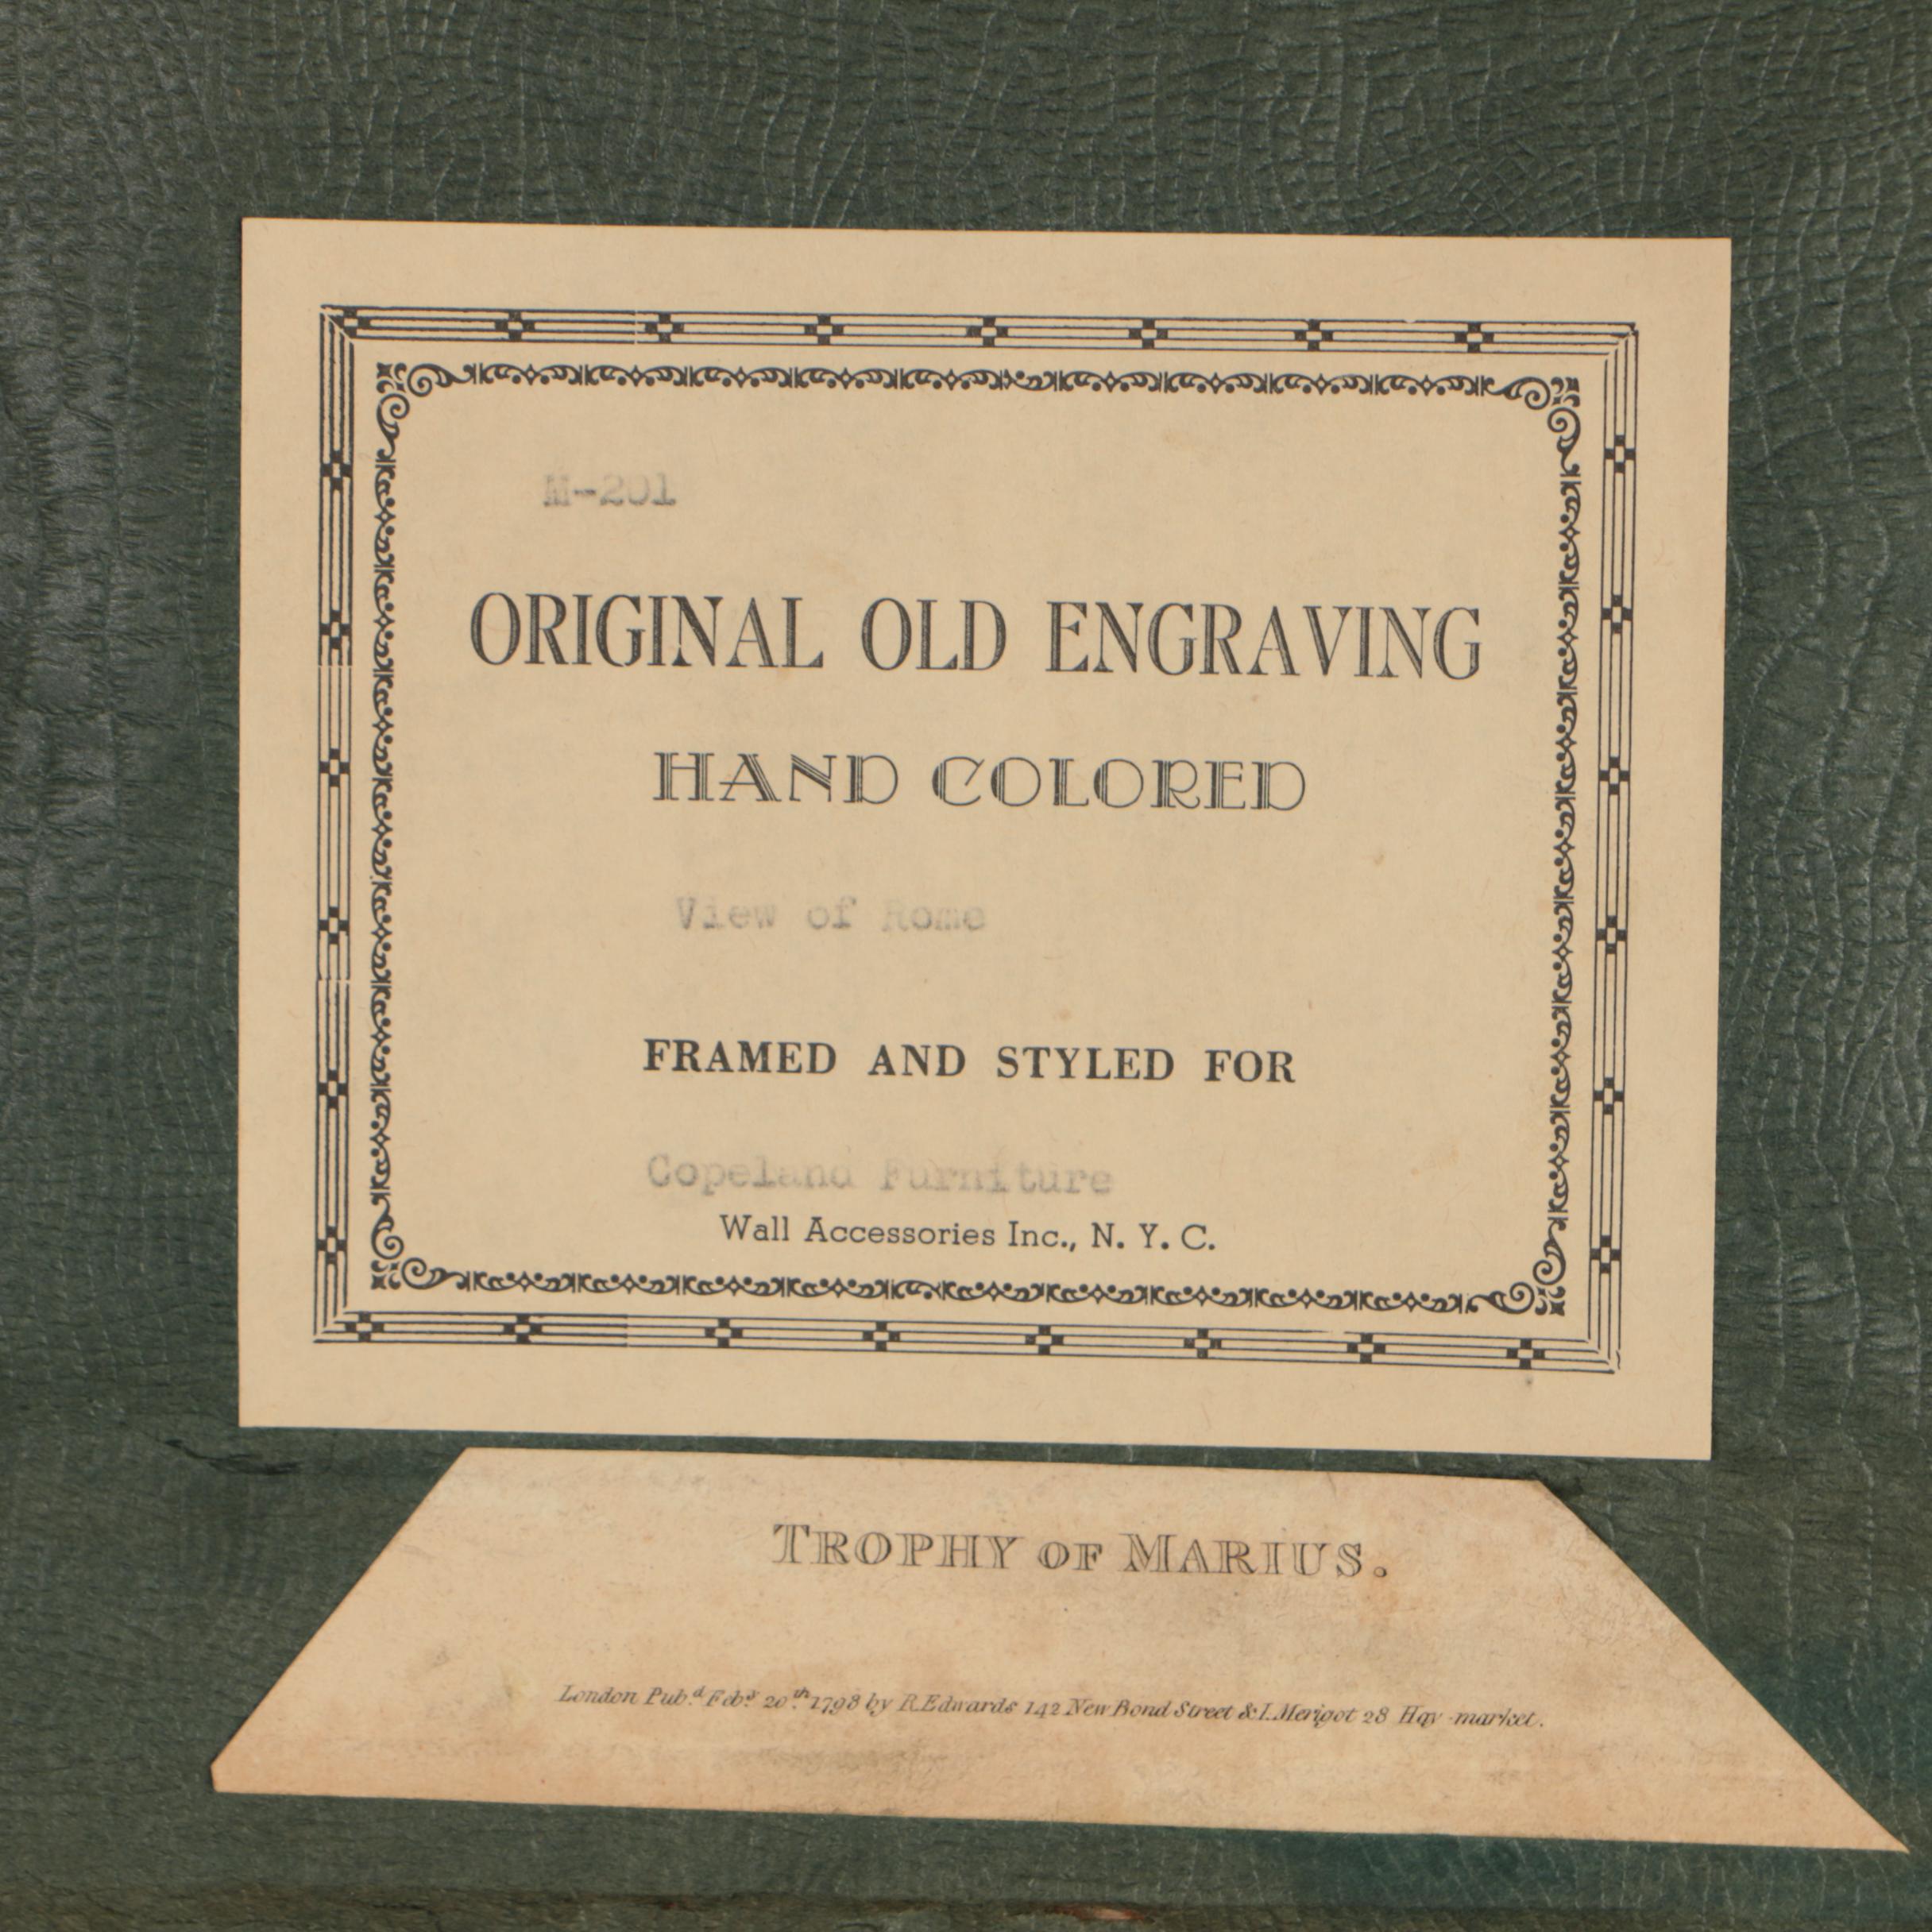 M-201
ORIGINAL OLD ENGRAVING
HAND COLORED
View of Rome
FRAMED AND STYLED FOR
Copeland Furniture
Wall Accessories Inc., N. Y. C.
TROPHY OF MARIUS.
London Pub.d Feb.y 20.th 1798 by R.Edwards 142 New Bond Street & I.Merigot 28 Hay-market.